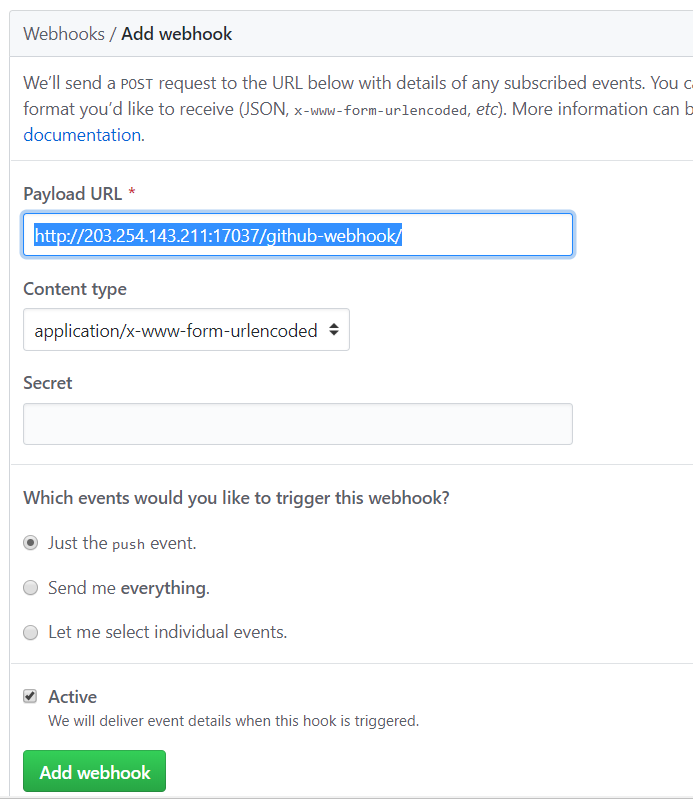 Webhooks / Add webhook
We'll send a POST request to the URL below with details of any subscribed events. You
format you'd like to receive (JSON, x-www-form-urlencoded, etc). More information can
documentation.
Payload URL *
http://203.254.143.211:17037/github-webhook/
Content type
application/x-www-form-urlencoded
Secret
Which events would you like to trigger this webhook?
Just the push event.
Send me everything.
Let me select individual events.
Active
We will deliver event details when this hook is triggered.
Add webhook